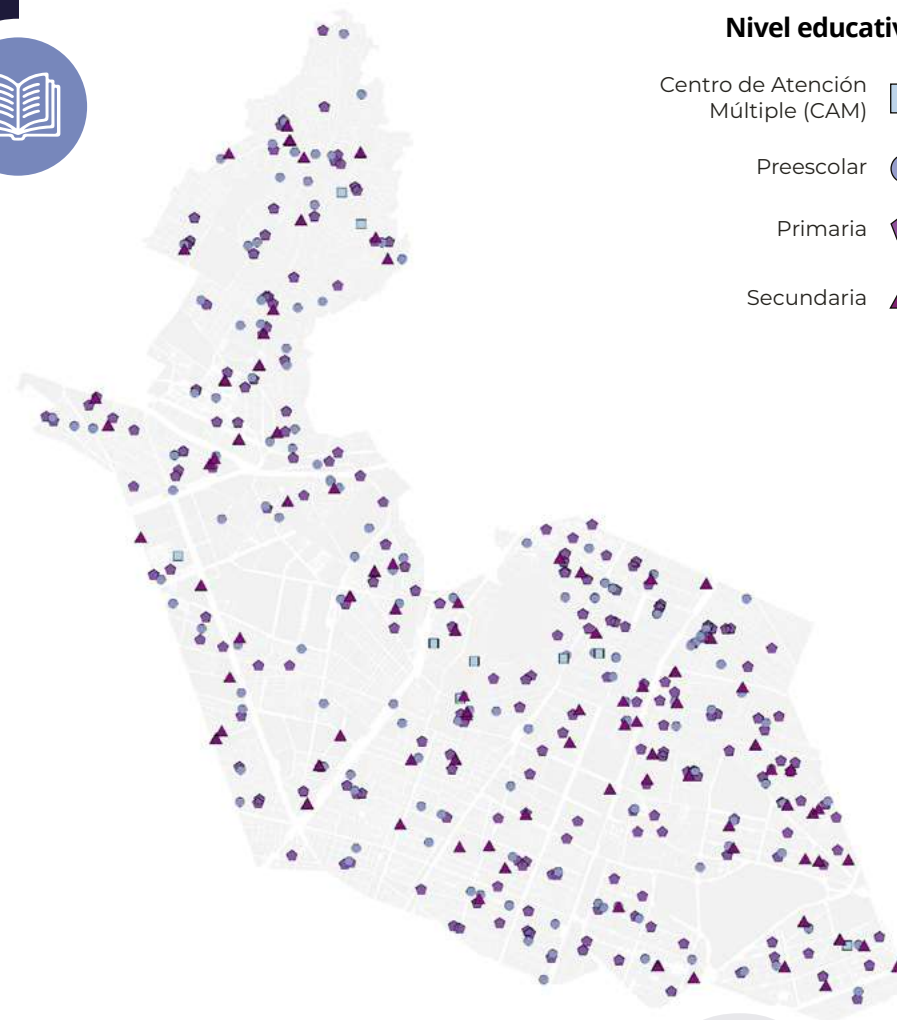 Nivel educativ
Centro de Atención
Múltiple (CAM)
Preescolar
Primaria
Secundaria